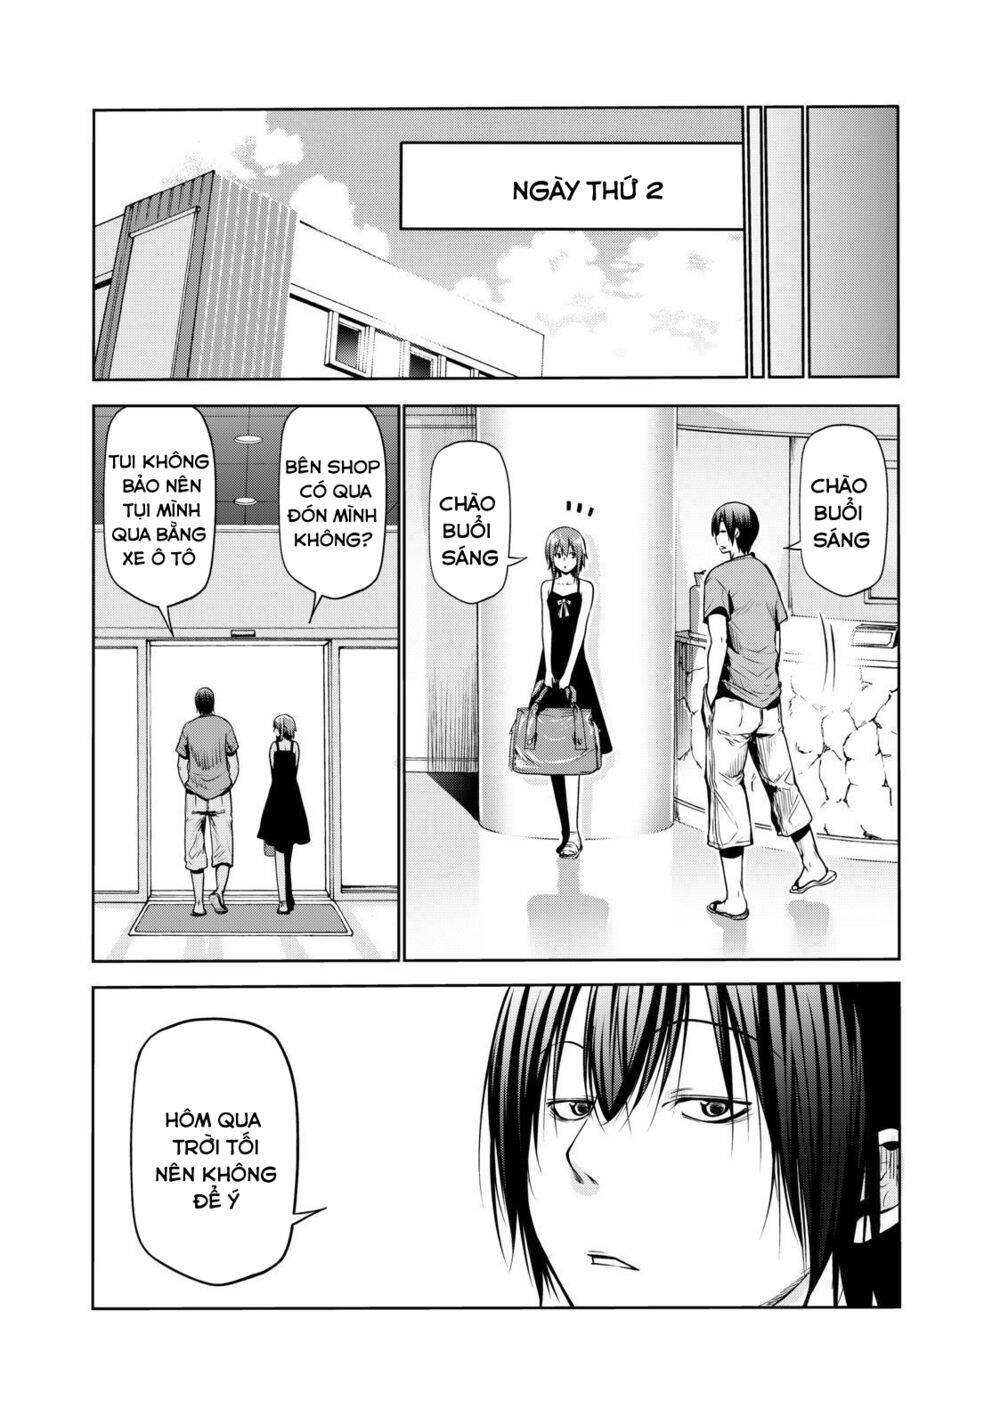 NGÀY THỨ 2
CHÀO
BUỔI
SÁNG
CHÀO
BUỔI
SÁNG
BÊN SHOP
CÓ QUA
ĐÓN MÌNH
KHÔNG?
TUI KHÔNG
BẢO NÊN
TỤI MÌNH
QUA BẰNG
XE Ô TÔ
HÔM QUA
TRỜI TỐI
NÊN KHÔNG
ĐỂ Ý